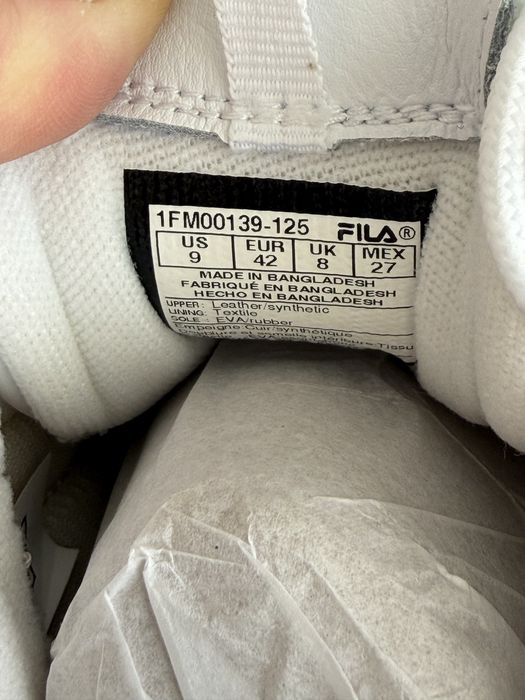 1FM00139-125 FILA®
US EUR UK MEX
9 42 8 27
MADE IN BANGLADESH
FABRIQUÉ EN BANGLADESH
HECHO EN BANGLADESH
UPPER: Leather/synthetic
LINING: Textile
SOLE: EVA/rubber
Empeigne Cuir/synthétique
Tissu